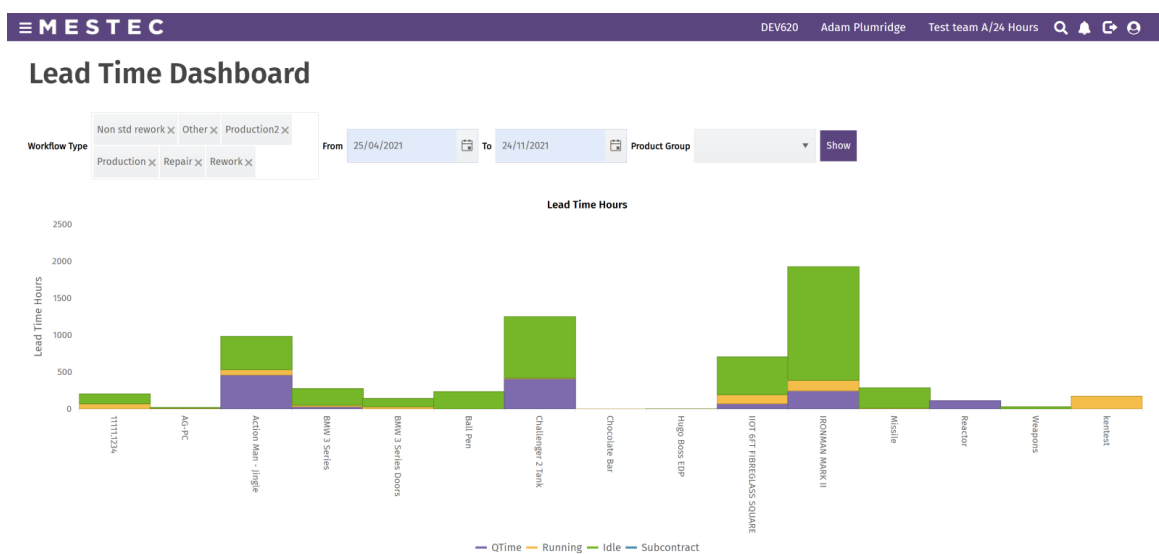 MESTEC DEV620 Adam Plumridge Test team A/24 Hours
Lead Time Dashboard
Workflow Type
Non std rework Other Production2
Production Repair Rework
From 25/04/2021 To 24/11/2021 Product Group Show
Lead Time Hours
Lead Time Hours
2500
2000
1500
1000
500
0
11111.1234
AG-PC
Action Man - Jingle
BMW 3 Series
BMW 3 Series Doors
Ball Pen
Challenger 2 Tank
Chocolate Bar
Hugo Boss EDP
IIOT 6FT FIBREGLASS SQUARE
IRONMAN MARK II
Missile
Reactor
Weapons
kentest
QTime Running Idle Subcontract